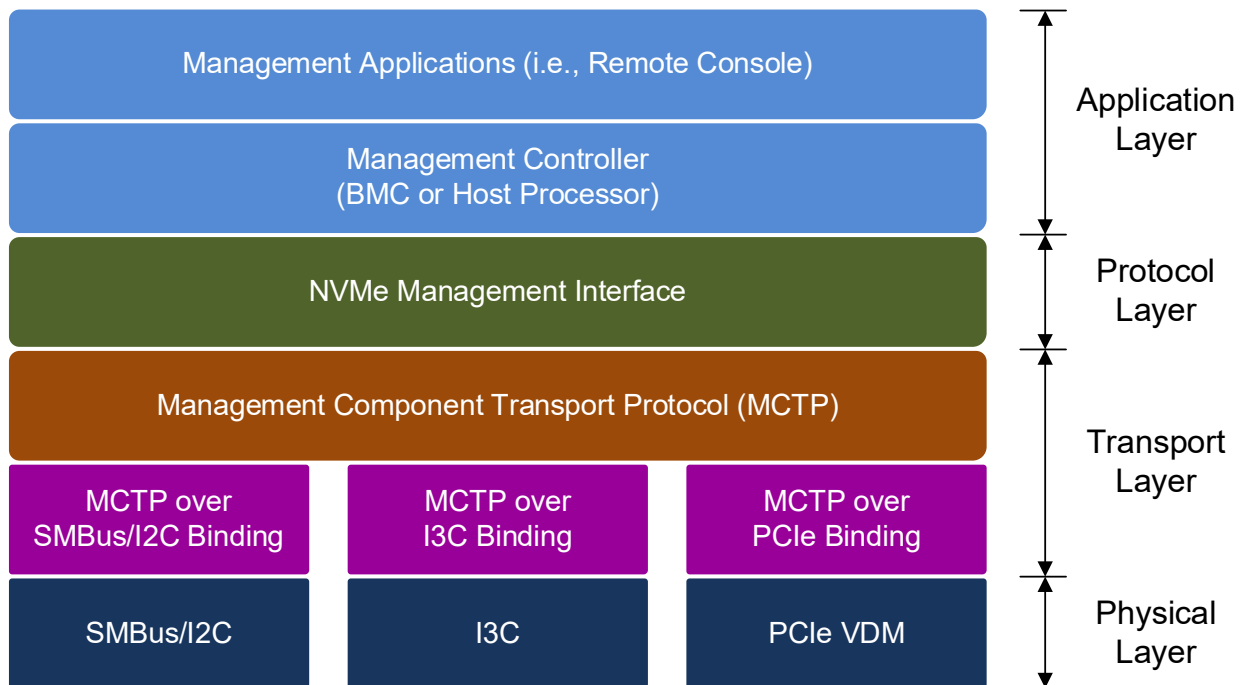 Management Applications (i.e., Remote Console)
Application
Layer
Management Controller
(BMC or Host Processor)
NVMe Management Interface
Protocol
Layer
Management Component Transport Protocol (MCTP)
Transport
Layer
MCTP over
SMBus/I2C Binding
MCTP over
I3C Binding
MCTP over
PCIe Binding
SMBus/I2C
I3C
PCIe VDM
Physical
Layer